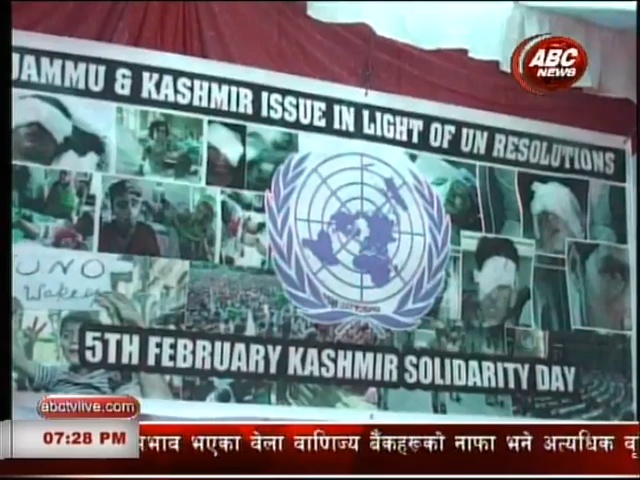 JAMMU & KASHMIR ISSUE IN LIGHT OF UN RESOLUTIONS
ABC
NEWS
UNO
Wakeup
5TH FEBRUARY KASHMIR SOLIDARITY DAY
abctvlive.com
07:28 PM
भएका वेला वाणिज्य बैंकहरूको नाफा भने अत्यधिक